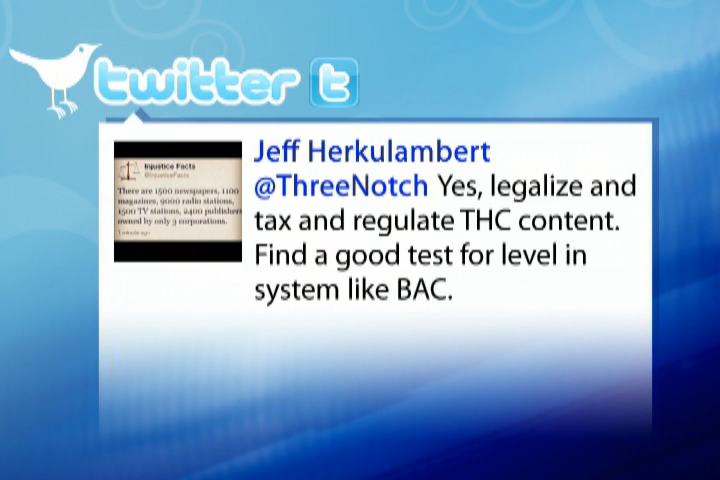 twitter t
Injustice Facts
@InjusticeFacts
There are 1500 newspapers, 1100
magazines, 9000 radio stations,
1500 TV stations, 2400 publishers
owned by only 3 corporations.
Jeff Herkulambert
@ThreeNotch Yes, legalize and
tax and regulate THC content.
Find a good test for level in
system like BAC.